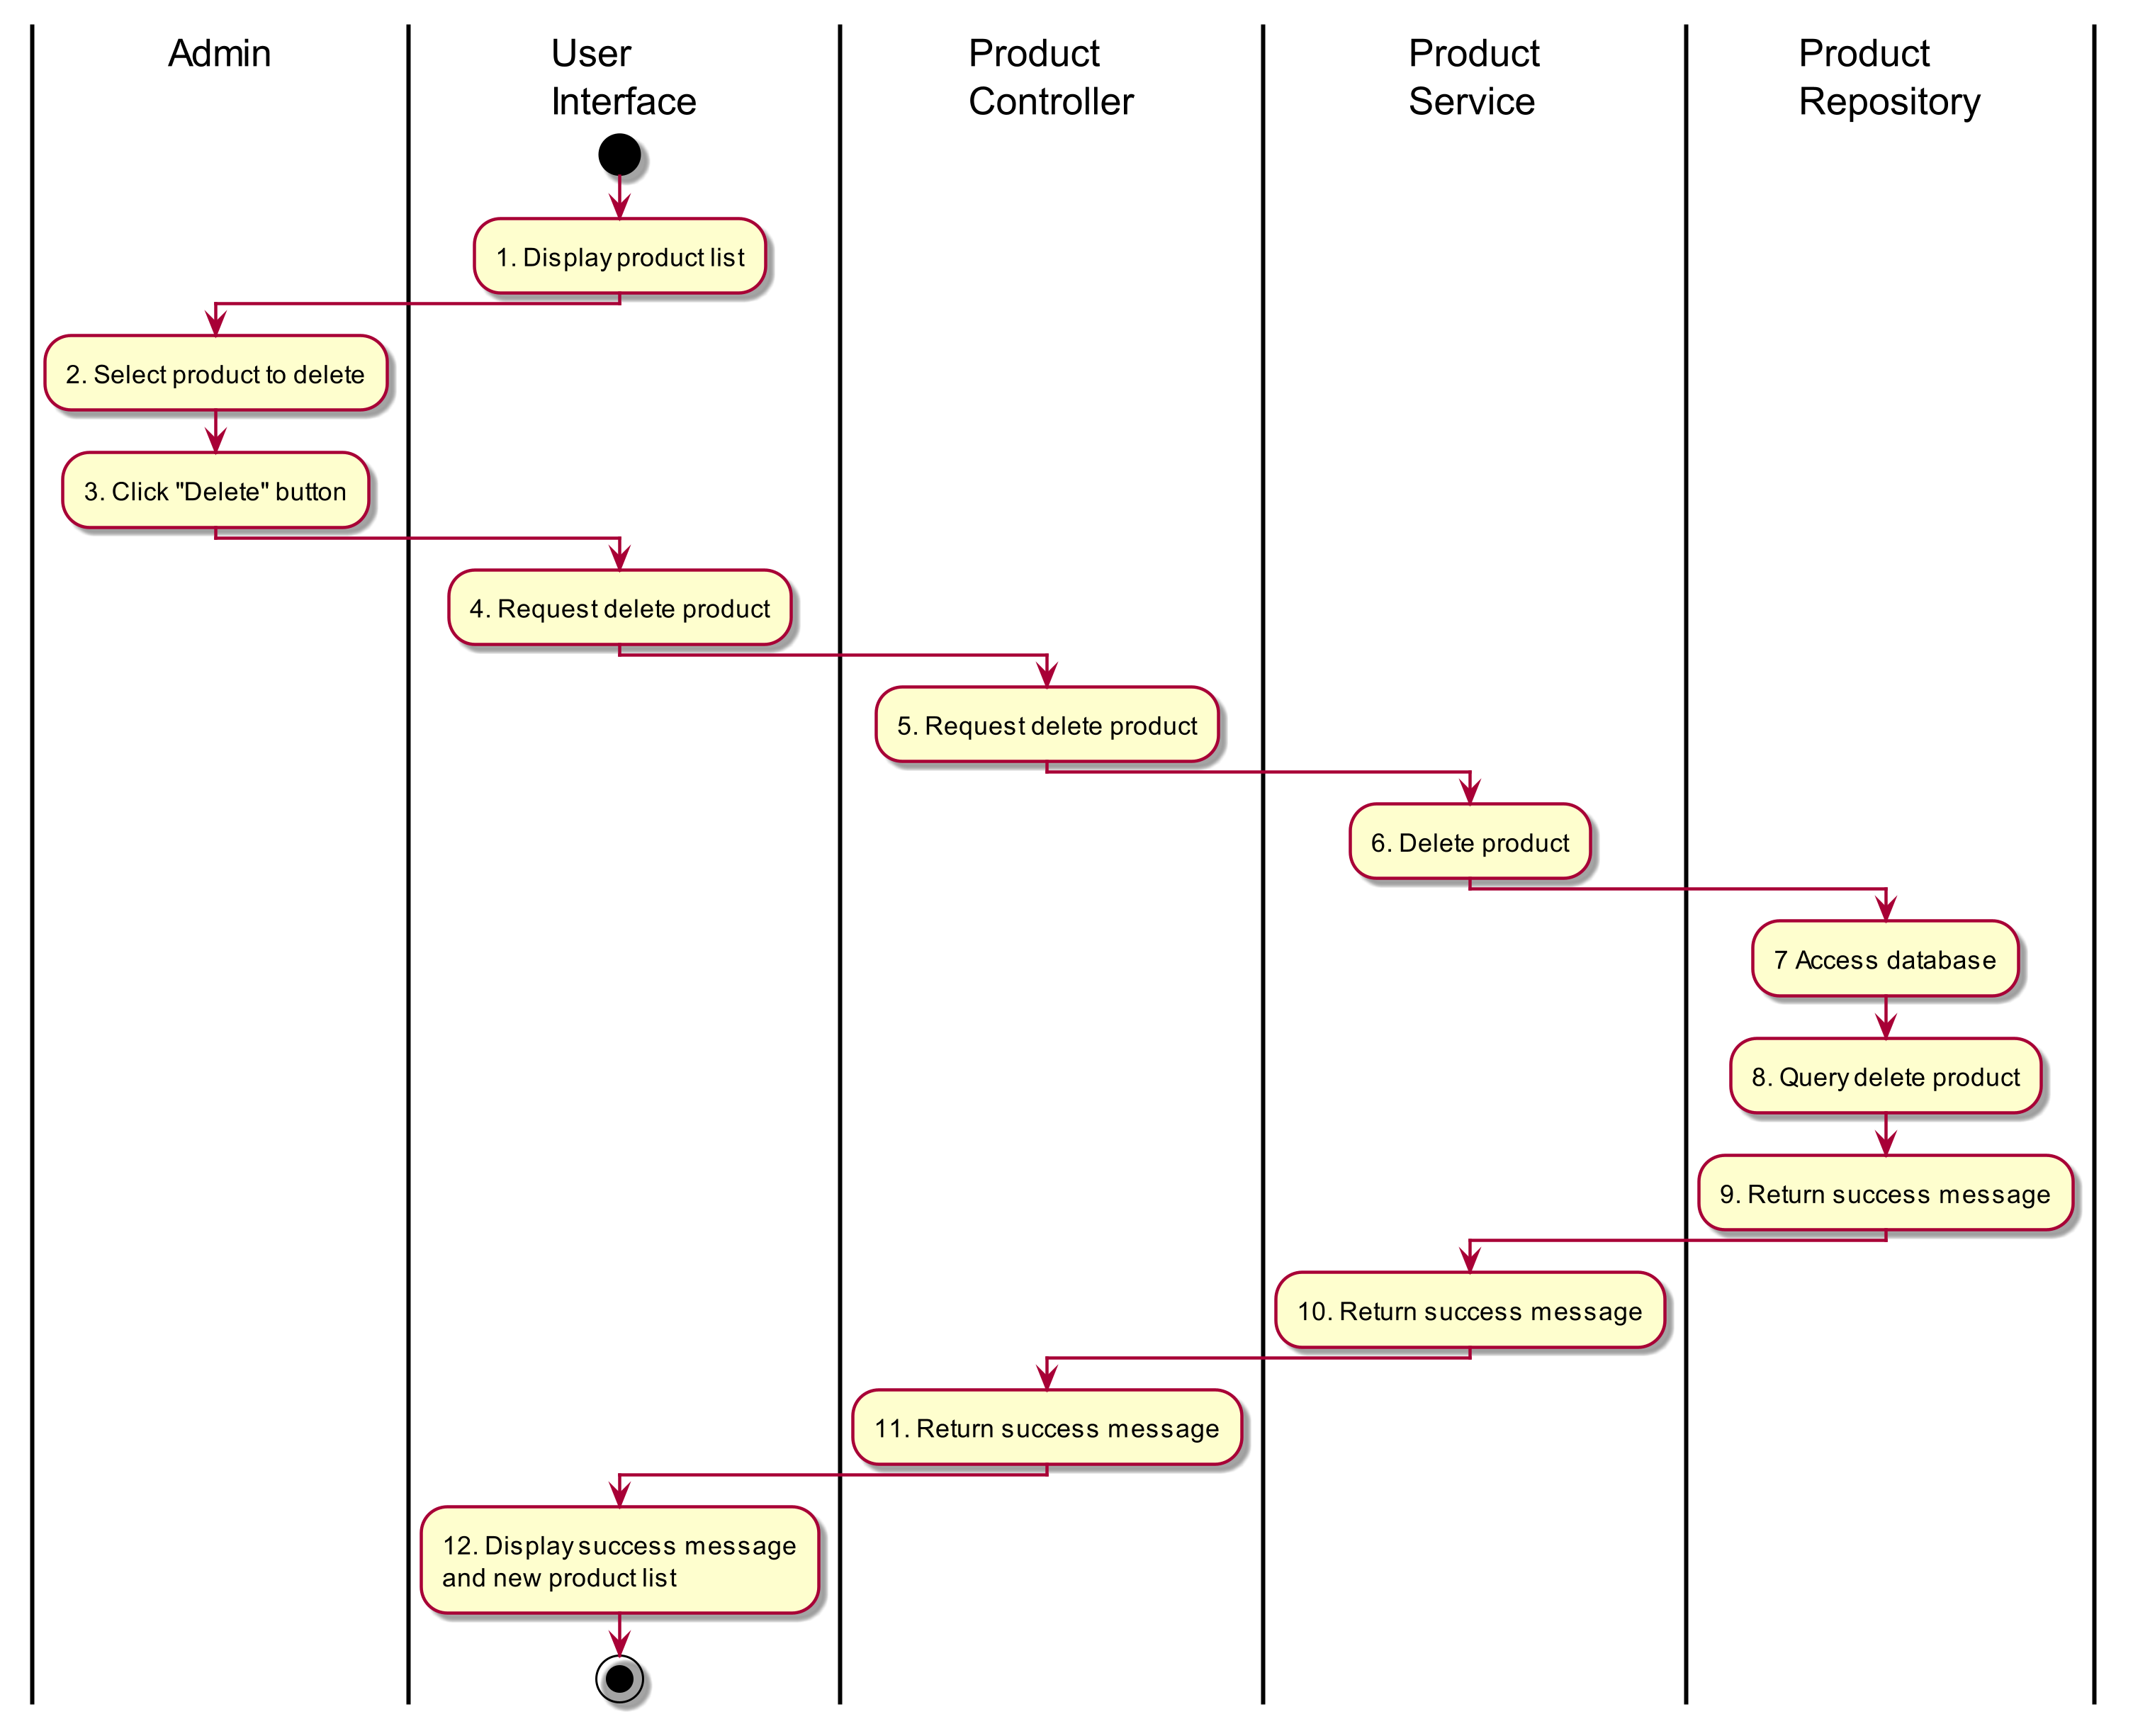 Admin
User
Interface
Product
Controller
Product
Service
Product
Repository
1. Display product list
2. Select product to delete
3. Click "Delete" button
4. Request delete product
5. Request delete product
6. Delete product
7 Access database
8. Query delete product
9. Return success message
10. Return success message
11. Return success message
12. Display success message
and new product list